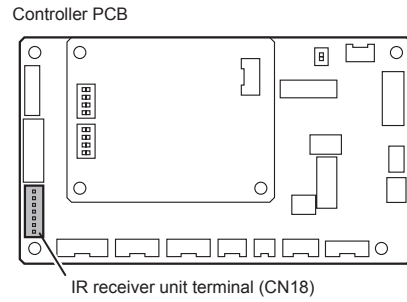 Controller PCB
IR receiver unit terminal (CN18)